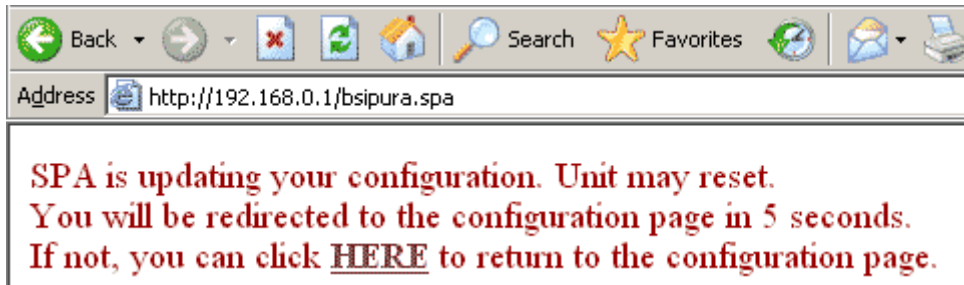 Back Search Favorites
Address http://192.168.0.1/bsipura.spa
SPA is updating your configuration. Unit may reset.
You will be redirected to the configuration page in 5 seconds.
If not, you can click HERE to return to the configuration page.